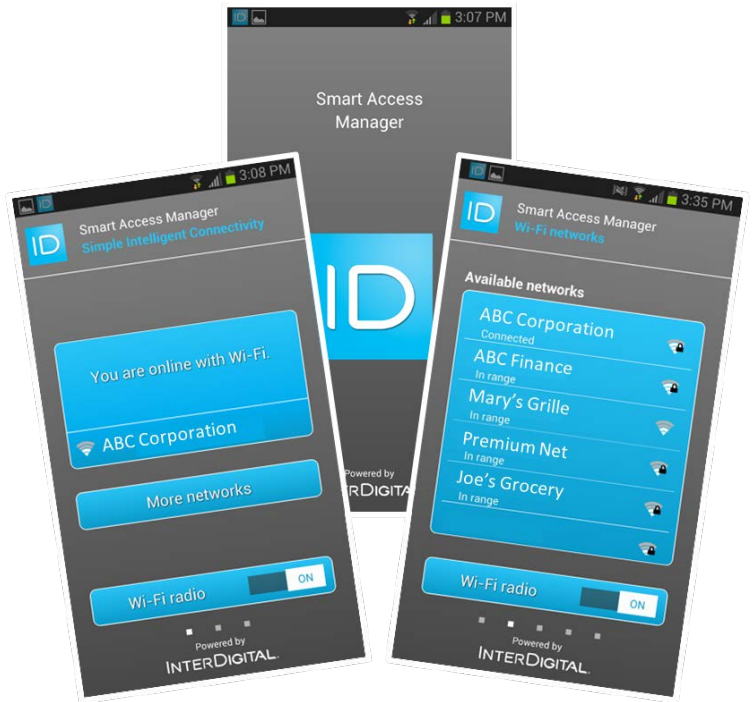 3:07 PM
Smart Access
Manager
ID
Powered by
RDIGITA
3:08 PM
ID
Smart Access Manager
Simple Intelligent Connectivity
You are online with Wi-Fi.
ABC Corporation
More networks
Wi-Fi radio
ON
Powered by
INTERDIGITAL.
3:35 PM
ID
Smart Access Manager
Wi-Fi networks
Available networks
ABC Corporation
Connected
ABC Finance
In range
Mary's Grille
In range
Premium Net
In range
Joe's Grocery
In range
Wi-Fi radio
ON
Powered by
INTERDIGITAL.